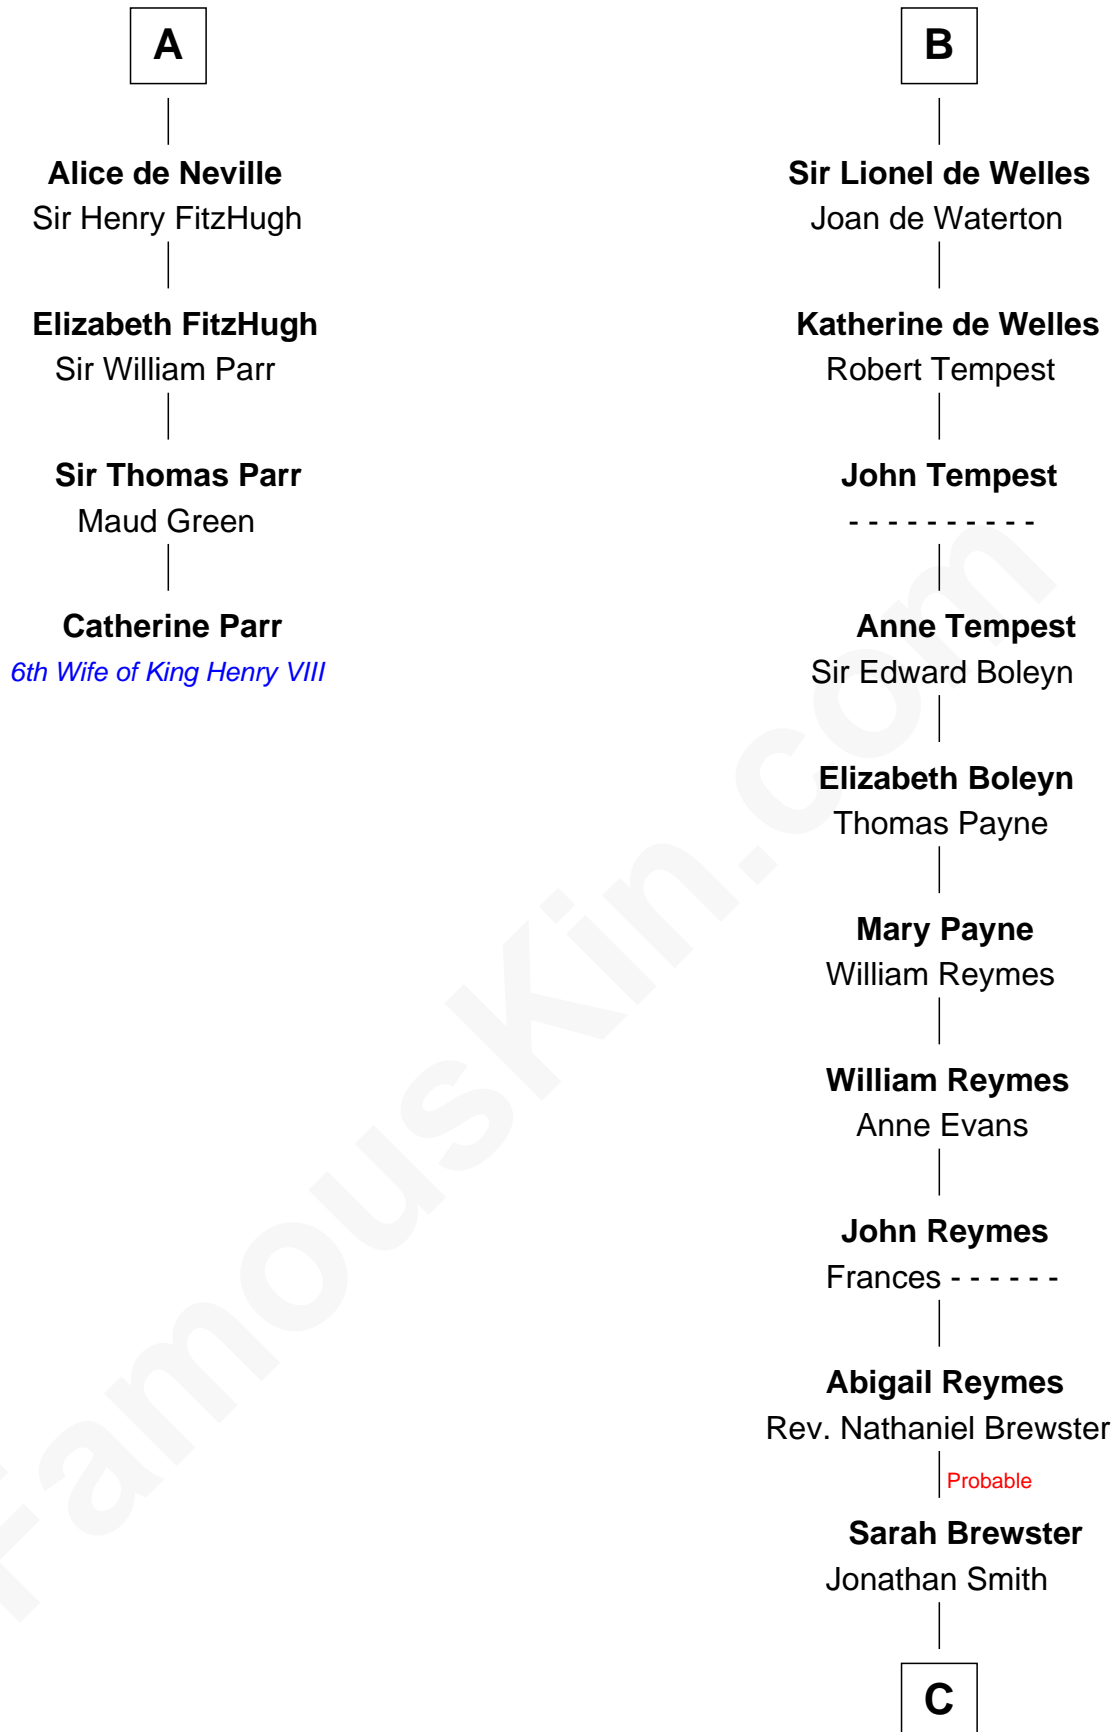 A
Alice de Neville
Sir Henry FitzHugh
Elizabeth FitzHugh
Sir William Parr
Sir Thomas Parr
Maud Green
Catherine Parr
6th Wife of King Henry VIII
B
Sir Lionel de Welles
Joan de Waterton
Katherine de Welles
Robert Tempest
John Tempest
- - - - - - - - - -
Anne Tempest
Sir Edward Boleyn
Elizabeth Boleyn
Thomas Payne
Mary Payne
William Reymes
William Reymes
Anne Evans
John Reymes
Frances - - - - - -
Abigail Reymes
Rev. Nathaniel Brewster
Probable
Sarah Brewster
Jonathan Smith
C
FamousKin.com